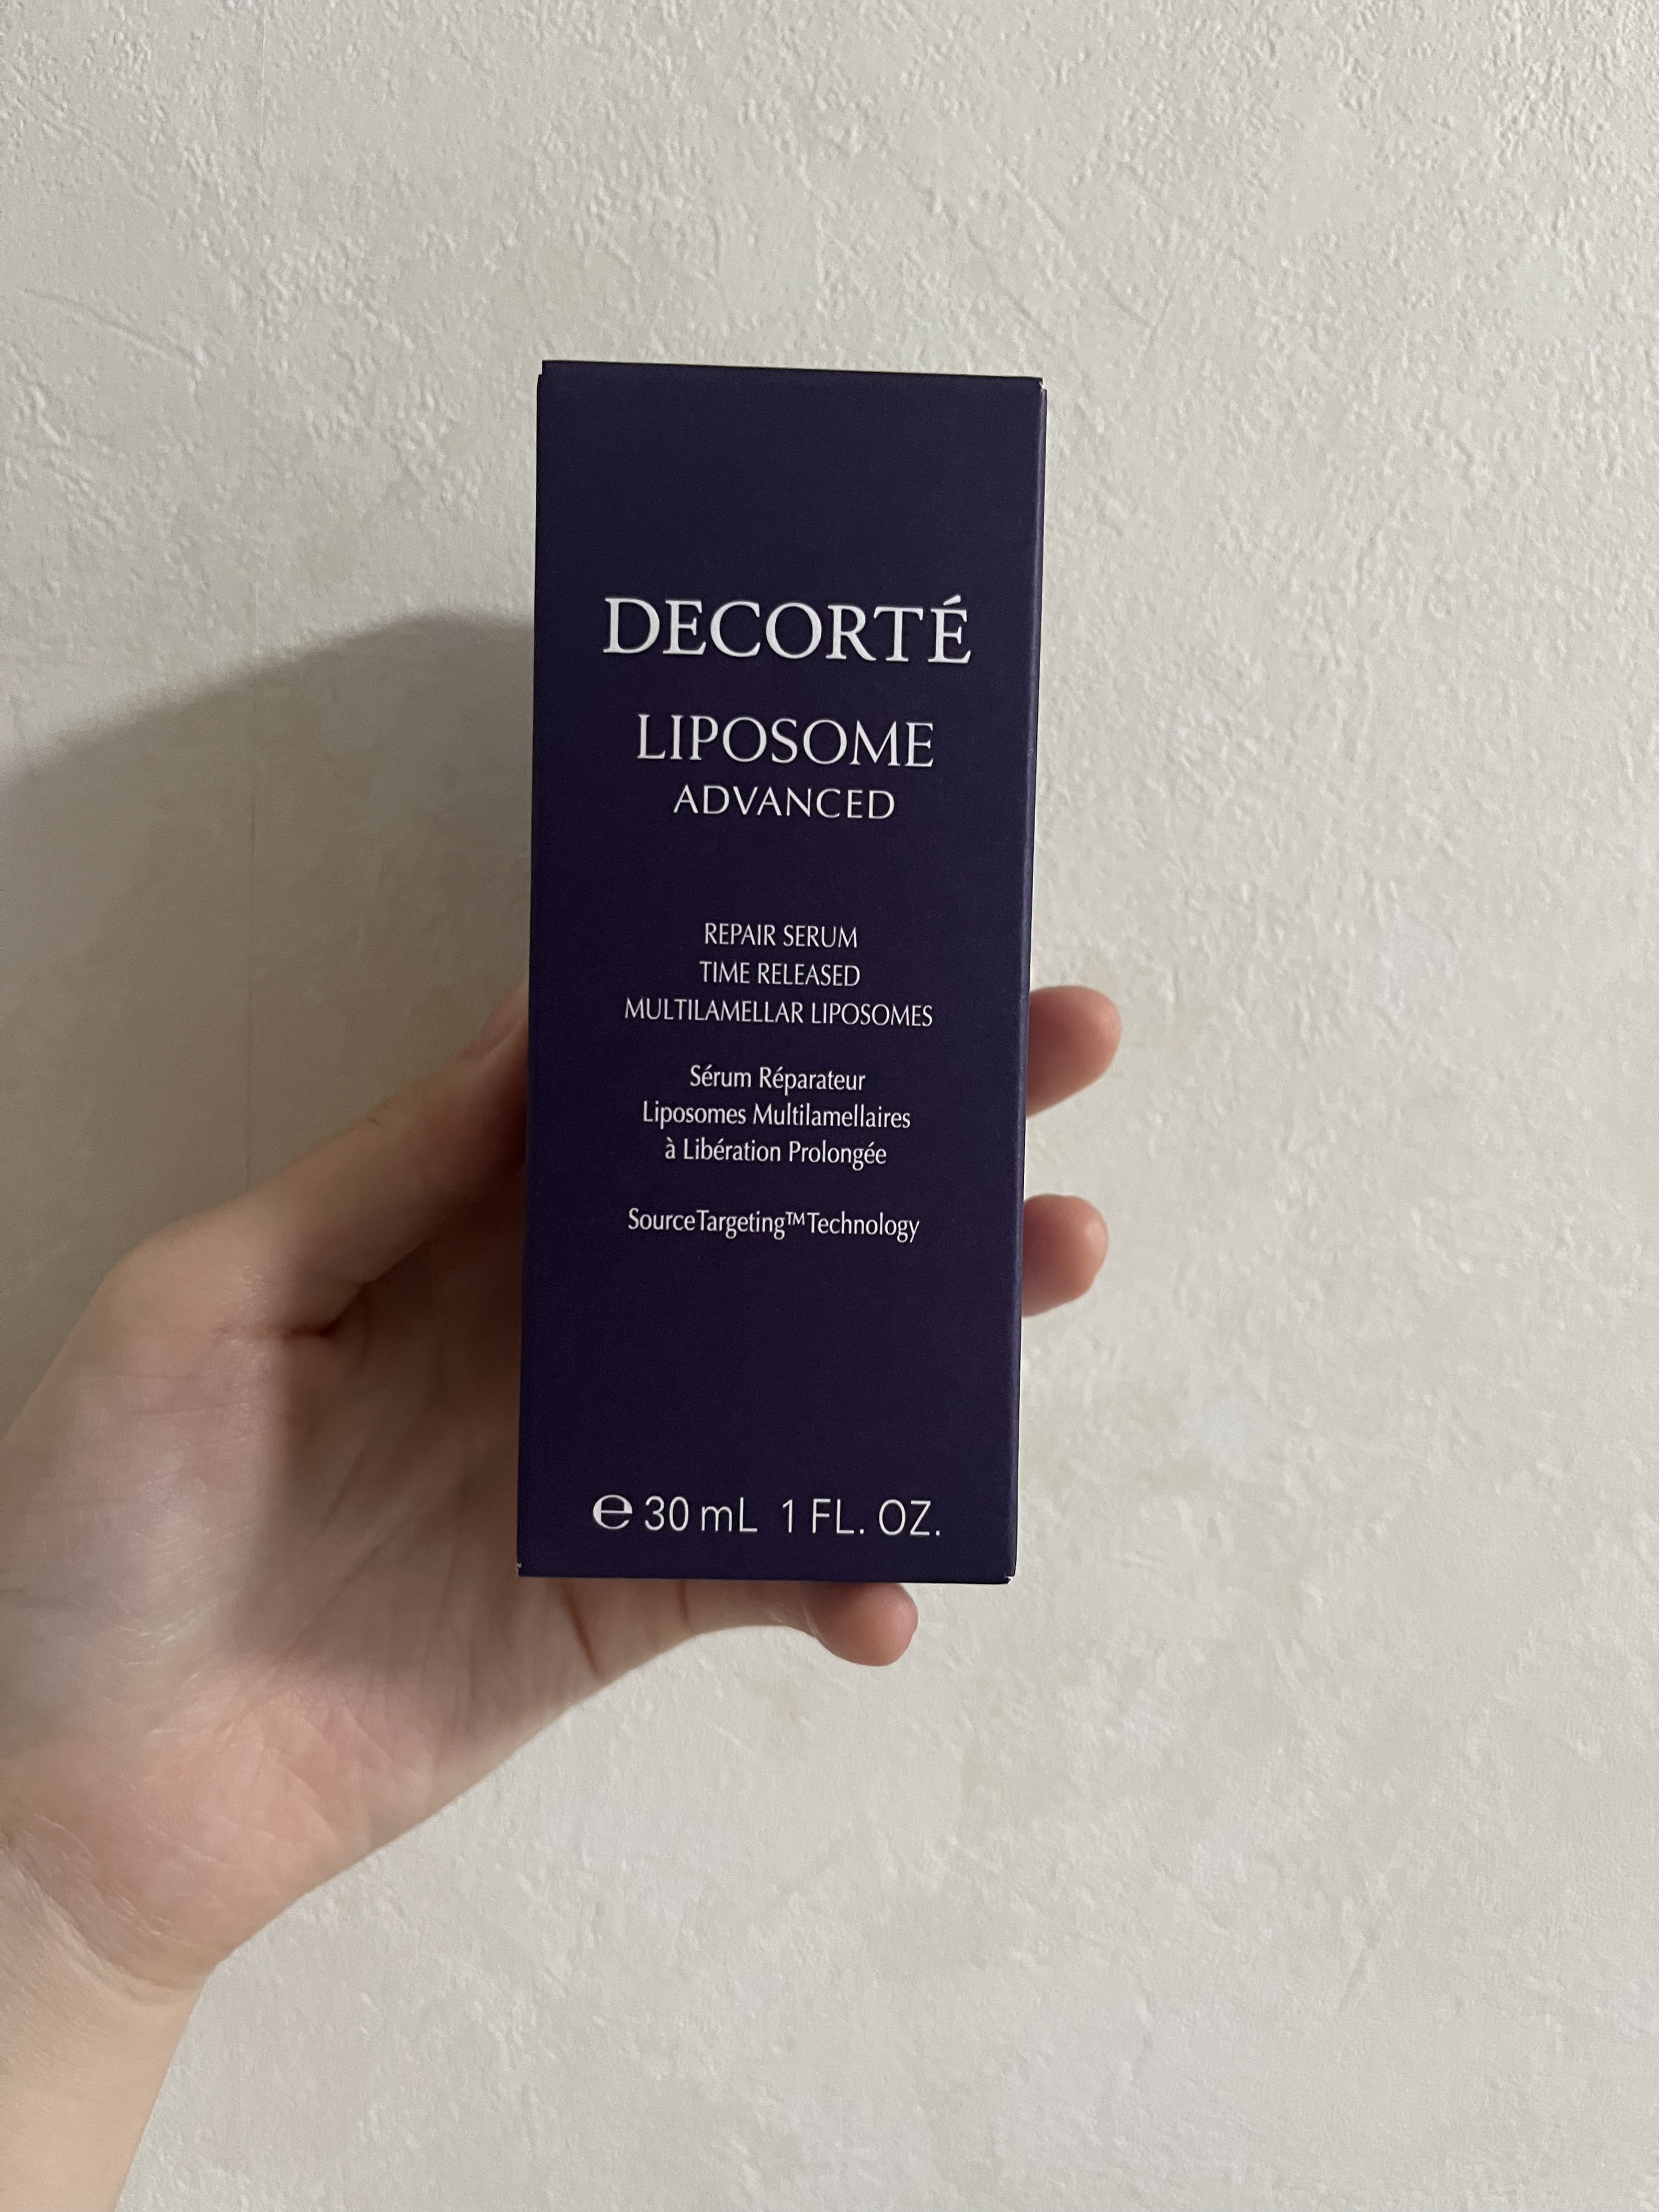 DECORTÉ
LIPOSOME
ADVANCED
REPAIR SERUM
TIME RELEASED
MULTILAMELLAR LIPOSOMES
Sérum Réparateur
Liposomes Multilamellaires
à Libération Prolongée
SourceTargeting™Technology
℮ 30 mL 1 FL. OZ.